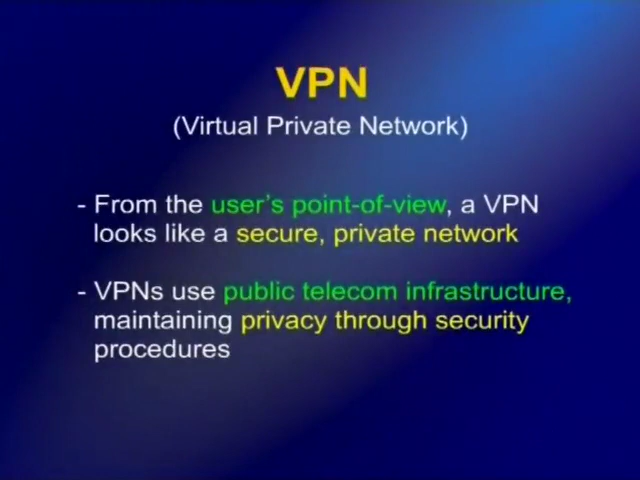 VPN
(Virtual Private Network)
- From the user's point-of-view, a VPN
looks like a secure, private network
- VPNs use public telecom infrastructure,
maintaining privacy through security
procedures